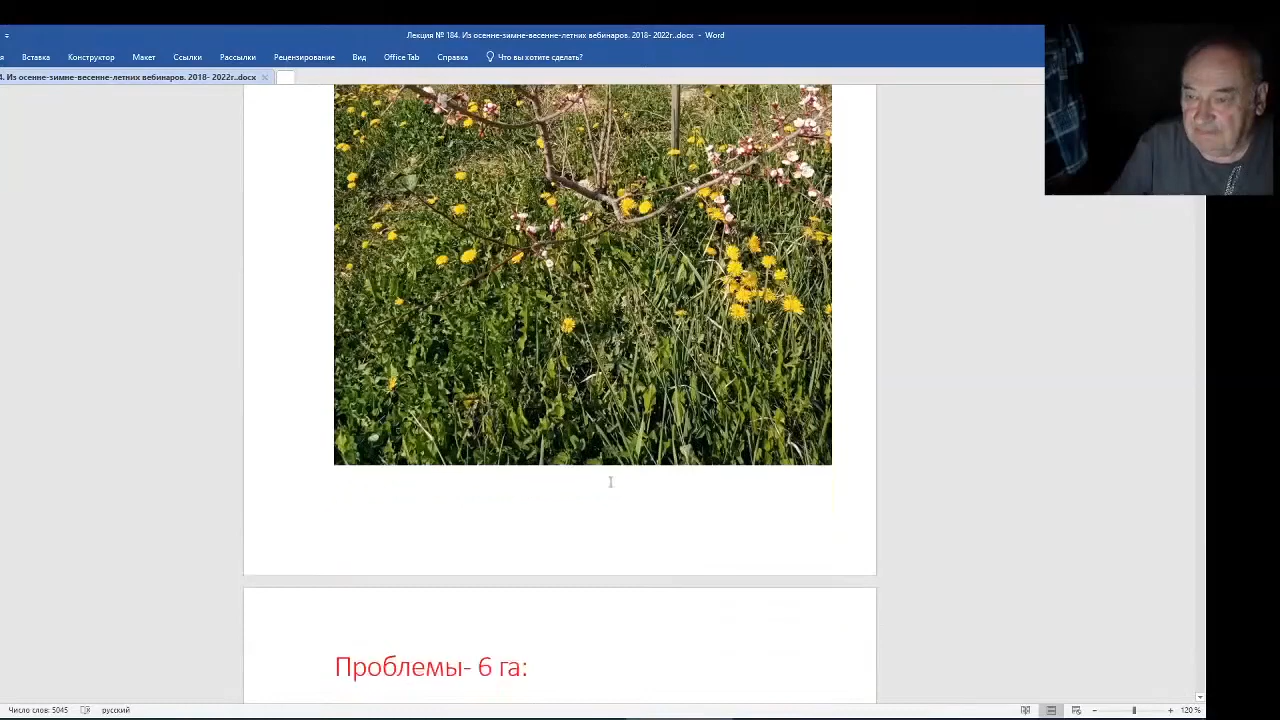 Лекция № 184. Из осенне-зимне-весенне-летних вебинаров. 2018- 2022г..docx - Word
я Вставка Конструктор Макет Ссылки Рассылки Рецензирование Вид Office Tab Справка Что вы хотите сделать?
4. Из осенне-зимне-весенне-летних вебинаров. 2018- 2022г..docx
Проблемы- 6 га:
Число слов: 5045 русский 120 %